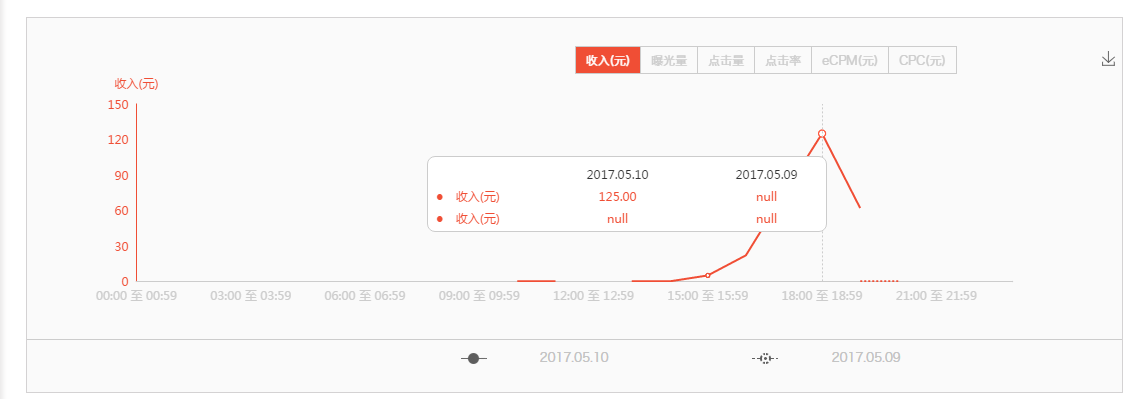 收入(元) 曝光量 点击量 点击率 eCPM(元) CPC(元)
收入(元)
150
120
90
60
30
0
2017.05.10 2017.05.09
收入(元) 125.00 null
收入(元) null null
00:00 至 00:59 03:00 至 03:59 06:00 至 06:59 09:00 至 09:59 12:00 至 12:59 15:00 至 15:59 18:00 至 18:59 21:00 至 21:59
2017.05.10 2017.05.09